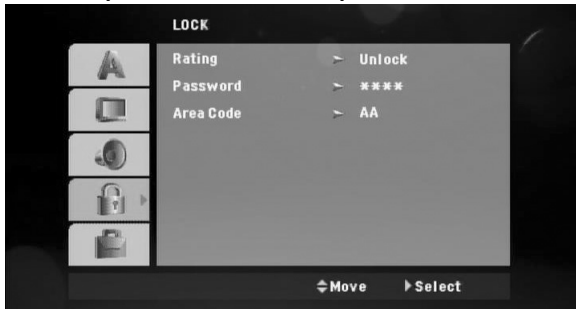 LOCK
Rating ➢ Unlock
Password ➢ ****
Area Code ➢ AA
Move Select